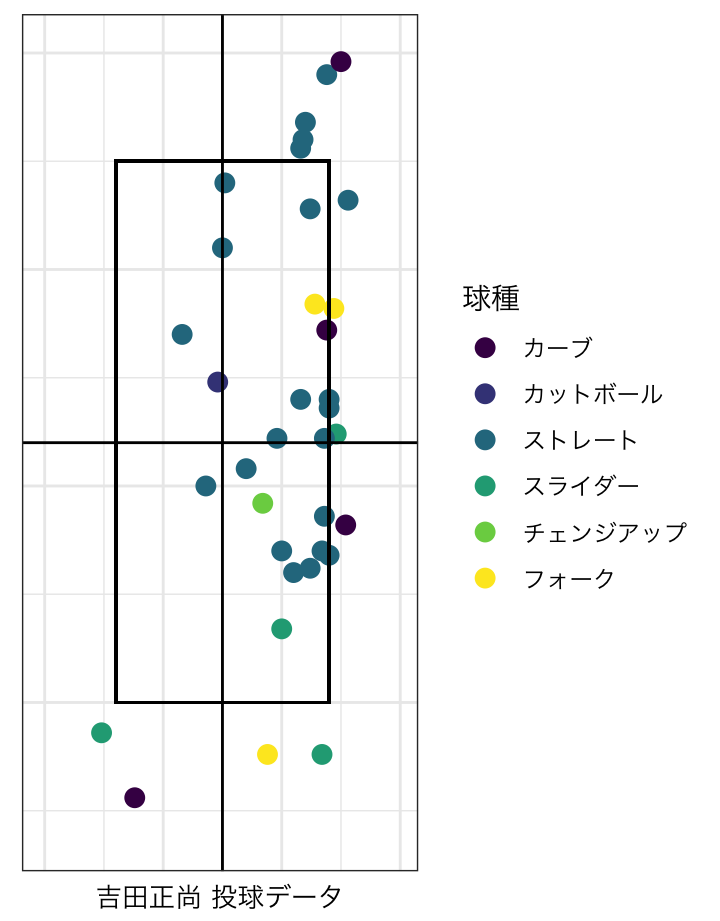 球種
カーブ
カットボール
ストレート
スライダー
チェンジアップ
フォーク
吉田正尚 投球データ